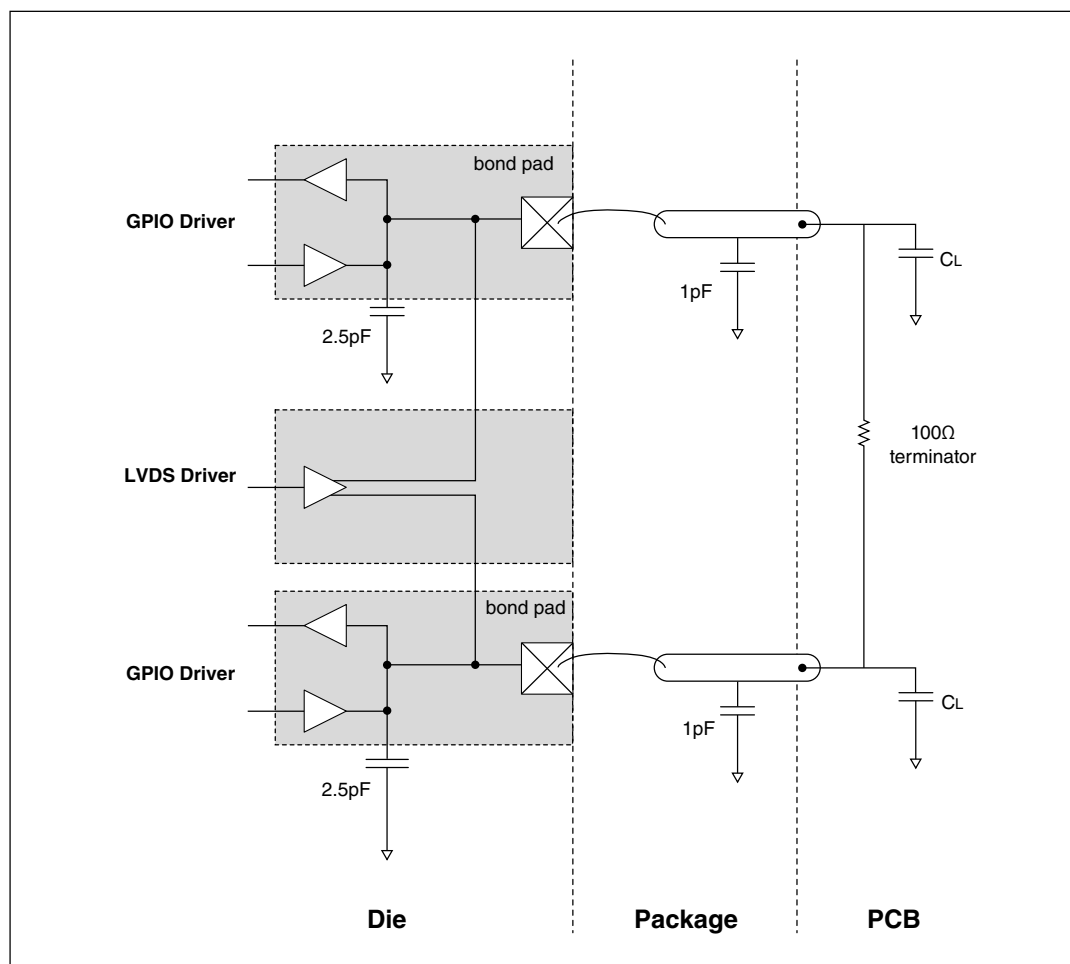 bond pad
GPIO Driver
2.5pF
1pF
CL
LVDS Driver
100Ω
terminator
bond pad
GPIO Driver
2.5pF
1pF
CL
Die
Package
PCB